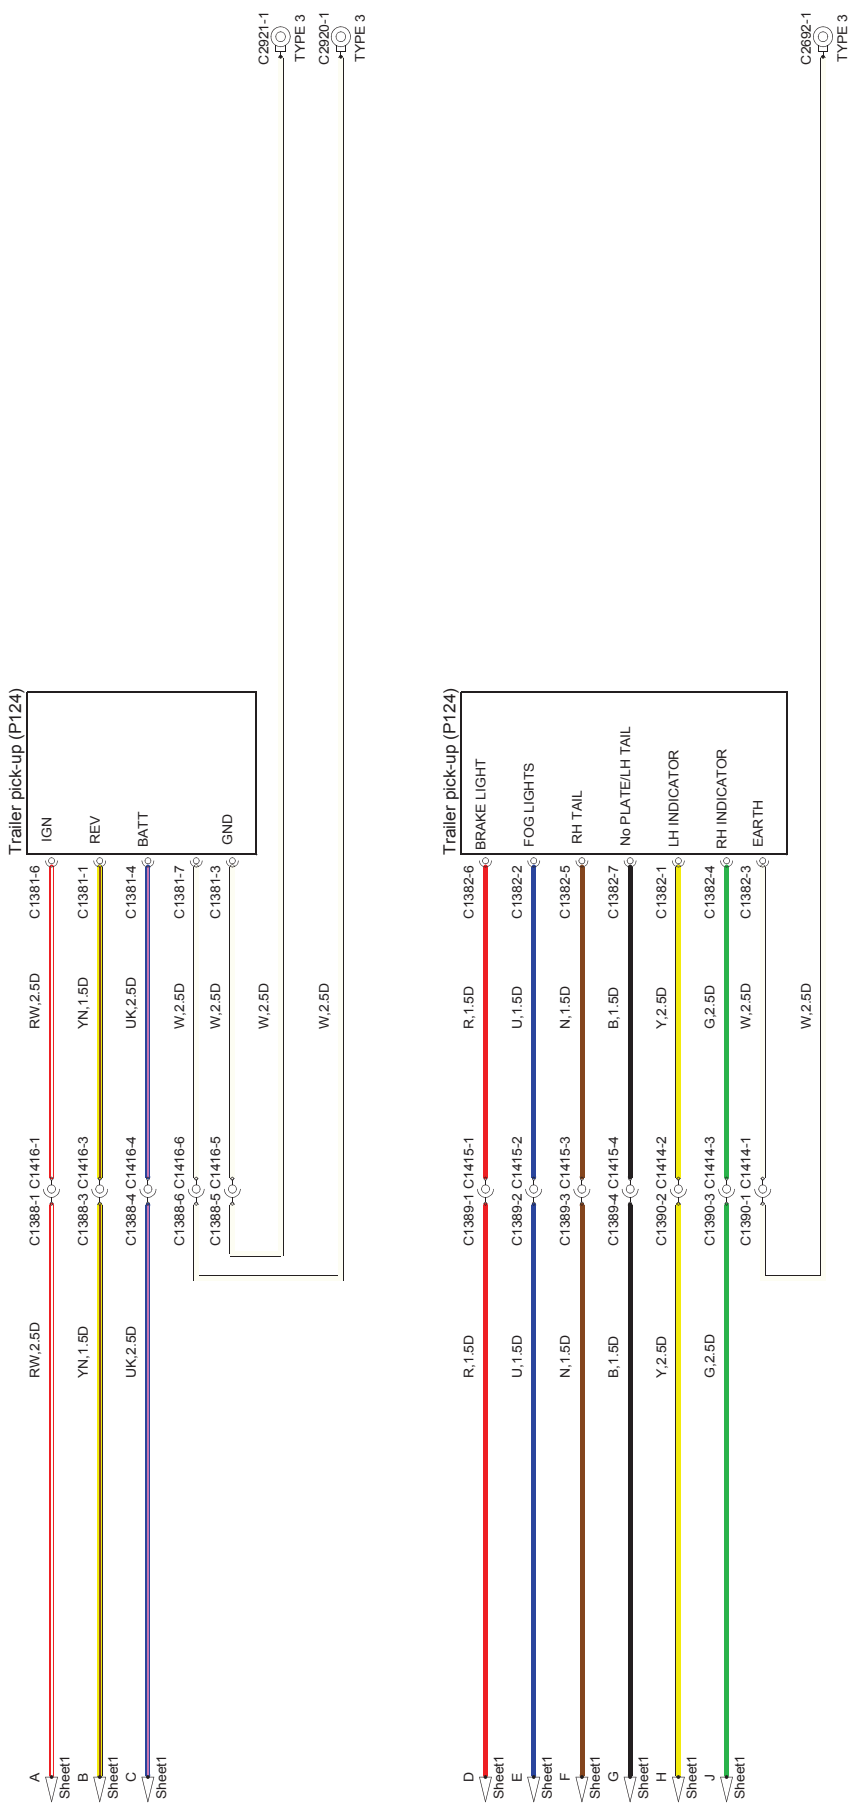 C2921-1
TYPE 3
C2920-1
TYPE 3
C2692-1
TYPE 3
Trailer pick-up (P124)
IGN
REV
BATT
GND
C1381-6
C1381-1
C1381-4
C1381-7
C1381-3
RW,2.5D
YN,1.5D
UK,2.5D
W,2.5D
W,2.5D
W,2.5D
W,2.5D
C1388-1 C1416-1
C1388-3 C1416-3
C1388-4 C1416-4
C1388-6 C1416-6
C1388-5 C1416-5
RW,2.5D
YN,1.5D
UK,2.5D
A
Sheet1
B
Sheet1
C
Sheet1
Trailer pick-up (P124)
BRAKE LIGHT
FOG LIGHTS
RH TAIL
No PLATE/LH TAIL
LH INDICATOR
RH INDICATOR
EARTH
C1382-6
C1382-2
C1382-5
C1382-7
C1382-1
C1382-4
C1382-3
R,1.5D
U,1.5D
N,1.5D
B,1.5D
Y,2.5D
G,2.5D
W,2.5D
W,2.5D
C1389-1 C1415-1
C1389-2 C1415-2
C1389-3 C1415-3
C1389-4 C1415-4
C1390-2 C1414-2
C1390-3 C1414-3
C1390-1 C1414-1
R,1.5D
U,1.5D
N,1.5D
B,1.5D
Y,2.5D
G,2.5D
D
Sheet1
E
Sheet1
F
Sheet1
G
Sheet1
H
Sheet1
J
Sheet1